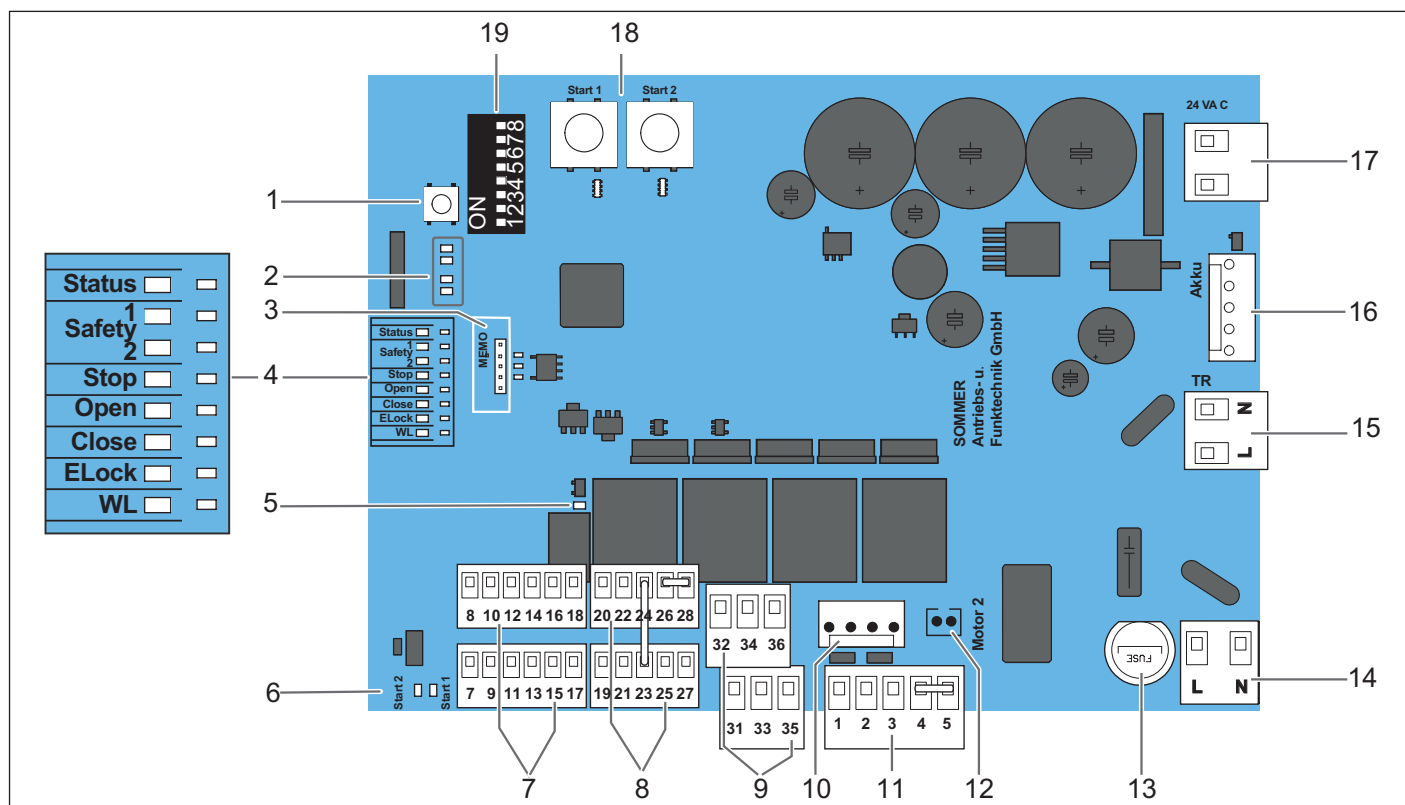 19
18
Start 1
Start 2
24 VA C
17
1
ON
12345678
2
3
Status
1
Safety
2
Stop
Open
Close
ELock
WL
4
Status
1
Safety
2
Stop
Open
Close
ELock
WL
MEMO
SOMMER
Antriebs- u.
Funktechnik GmbH
Akku
16
TR
N
L
15
5
8 10 12 14 16 18
20 22 24 26 28
32 34 36
7 9 11 13 15 17
19 21 23 25 27
31 33 35
1 2 3 4 5
Motor 2
FUSE
L N
14
6
Start 2
Start 1
7
8
9
10
11
12
13